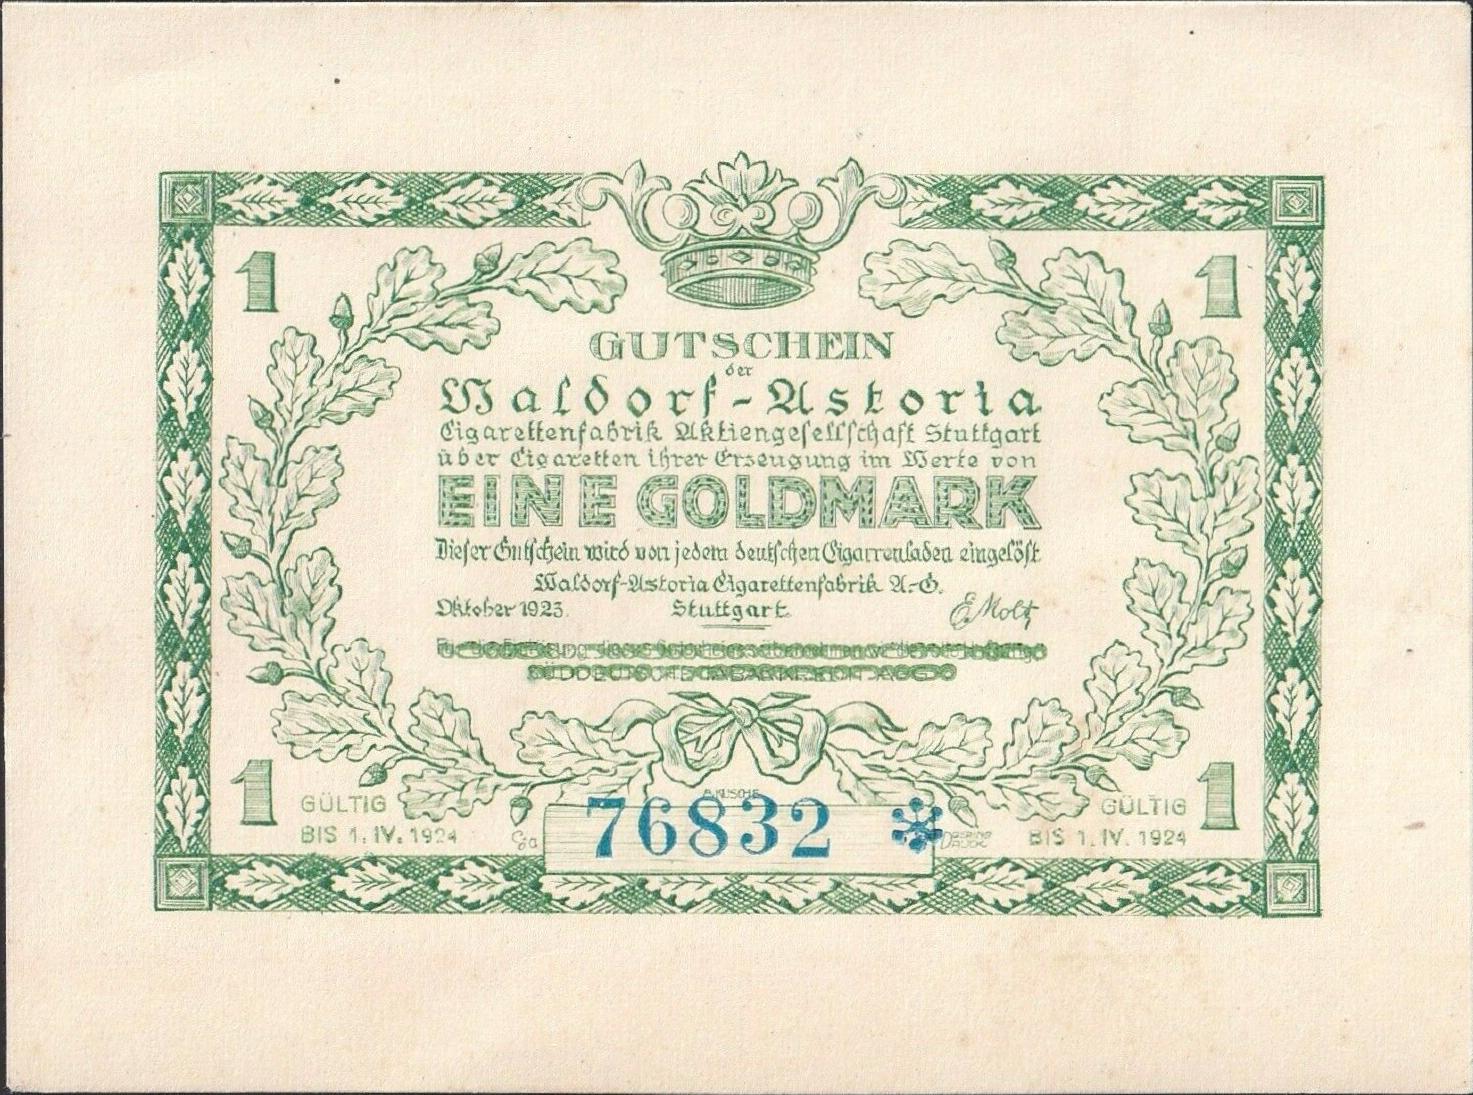 1
1
GUTSCHEIN
der
Waldorf-Astoria
Cigarettenfabrik Aktiengesellschaft Stuttgart
über Cigaretten ihrer Erzeugung im Werte von
EINE GOLDMARK
Dieser Gutschein wird von jedem deutschen Cigarrenladen eingelöst
Waldorf-Astoria Cigarettenfabrik A.-G.
Oktober 1923. Stuttgart. E. Molt
1
GÜLTIG
BIS 1. IV. 1924
76832
GÜLTIG
BIS 1. IV. 1924
1